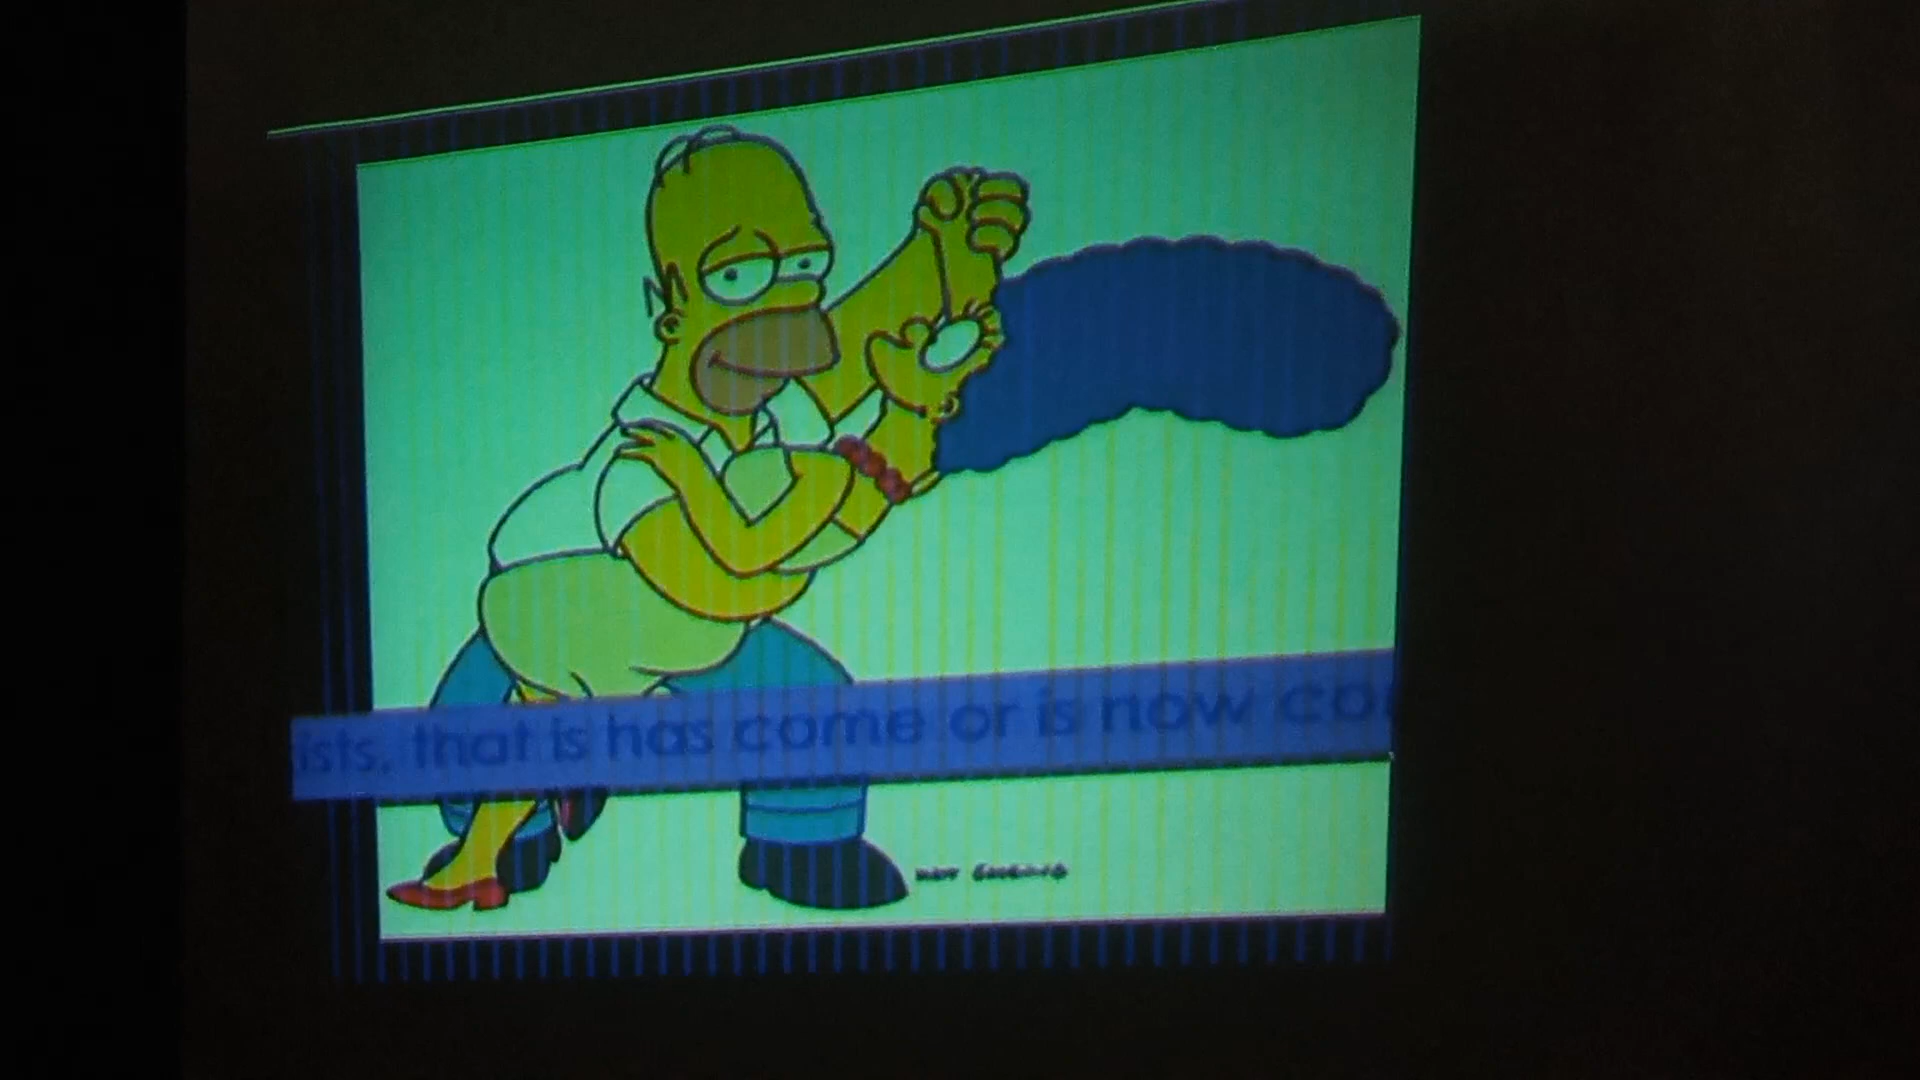 ists, that is has come or is now co